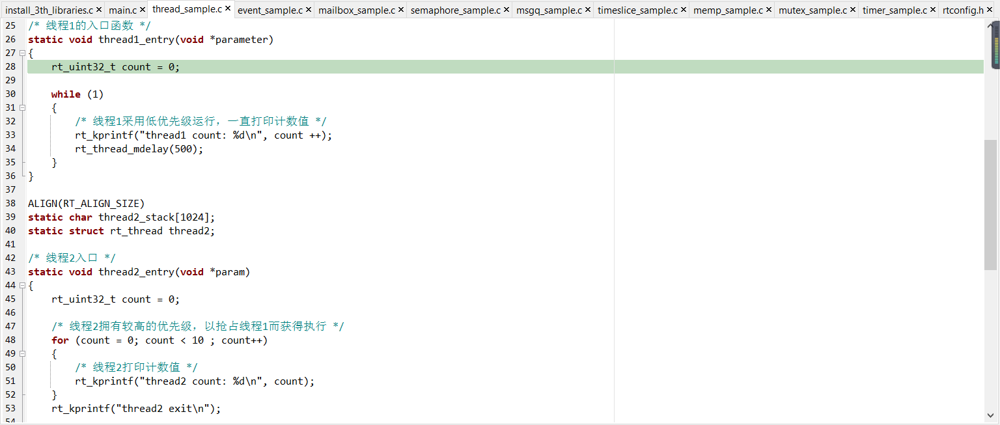 install_3th_libraries.c × main.c × thread_sample.c × event_sample.c × mailbox_sample.c × semaphore_sample.c × msgq_sample.c × timeslice_sample.c × memp_sample.c × mutex_sample.c × timer_sample.c × rtconfig.h ×
25 /* 线程1的入口函数 */
26 static void thread1_entry(void *parameter)
27 {
28     rt_uint32_t count = 0;
29
30     while (1)
31     {
32         /* 线程1采用低优先级运行，一直打印计数值 */
33         rt_kprintf("thread1 count: %d\n", count ++);
34         rt_thread_mdelay(500);
35     }
36 }
37
38 ALIGN(RT_ALIGN_SIZE)
39 static char thread2_stack[1024];
40 static struct rt_thread thread2;
41
42 /* 线程2入口 */
43 static void thread2_entry(void *param)
44 {
45     rt_uint32_t count = 0;
46
47     /* 线程2拥有较高的优先级，以抢占线程1而获得执行 */
48     for (count = 0; count < 10 ; count++)
49     {
50         /* 线程2打印计数值 */
51         rt_kprintf("thread2 count: %d\n", count);
52     }
53     rt_kprintf("thread2 exit\n");
54